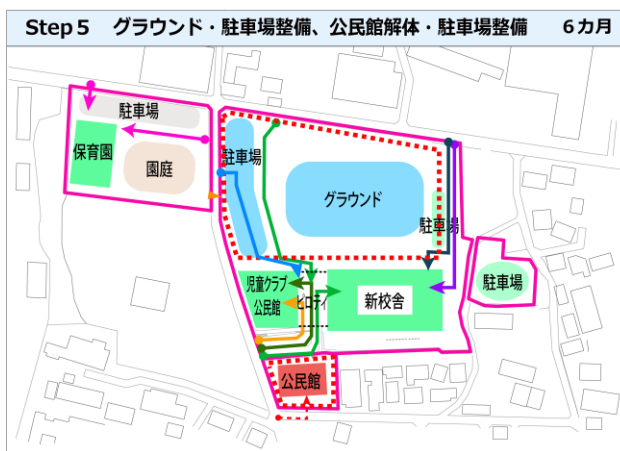 Step5 グラウンド・駐車場整備、公民館解体・駐車場整備 6カ月
駐車場
保育園
園庭
駐車場
グラウンド
駐車場
児童クラブ
公民館
ピロティ
新校舎
駐車場
公民館